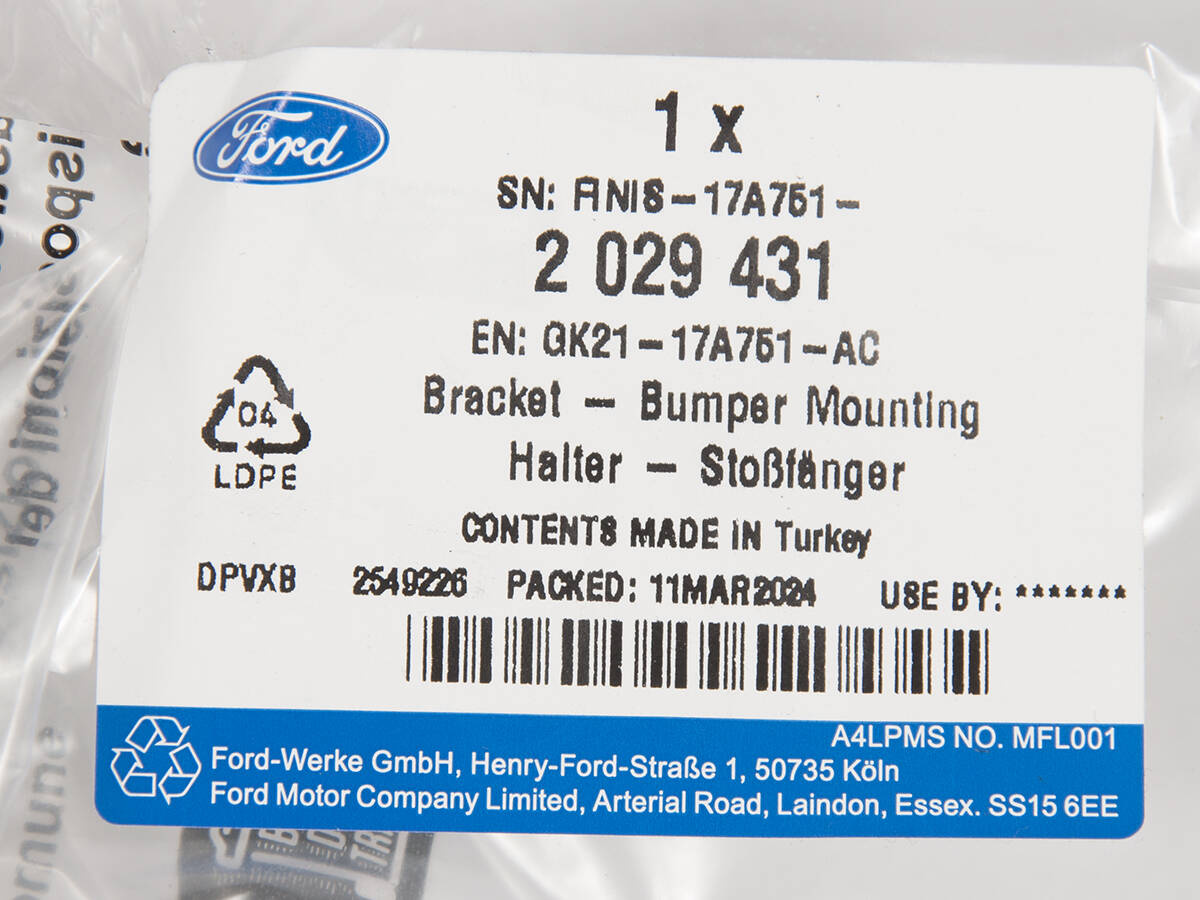 Ford
1 x
SN: FINIS-17A751-
2 029 431
EN: GK21-17A751-AC
Bracket - Bumper Mounting
Halter - Stoßfänger
04
LDPE
CONTENTS MADE IN Turkey
DPVXB 2549226 PACKED: 11MAR2024 USE BY: *******
A4LPMS NO. MFL001
Ford-Werke GmbH, Henry-Ford-Straße 1, 50735 Köln
Ford Motor Company Limited, Arterial Road, Laindon, Essex. SS15 6EE